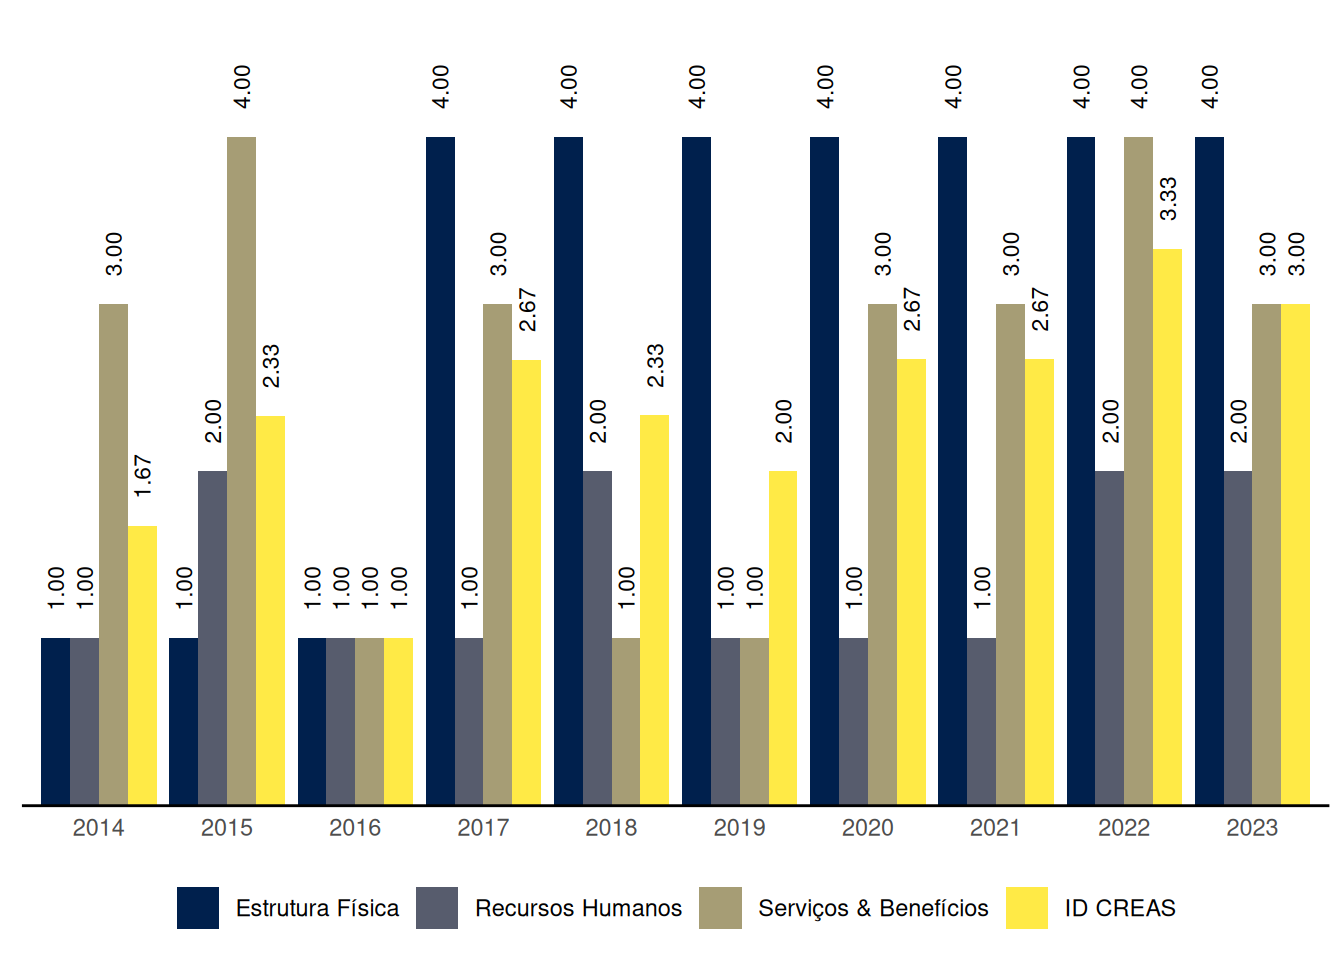 4.00 4.00 4.00 4.00 4.00 4.00 4.00 4.00 4.00
3.33
3.00 3.00 3.00 3.00 3.00 3.00
2.67 2.67 2.67
2.33 2.33
2.00 2.00 2.00 2.00 2.00
1.67
1.00 1.00 1.00 1.00 1.00 1.00 1.00 1.00 1.00 1.00 1.00 1.00 1.00
2014 2015 2016 2017 2018 2019 2020 2021 2022 2023
Estrutura Física Recursos Humanos Serviços & Benefícios ID CREAS